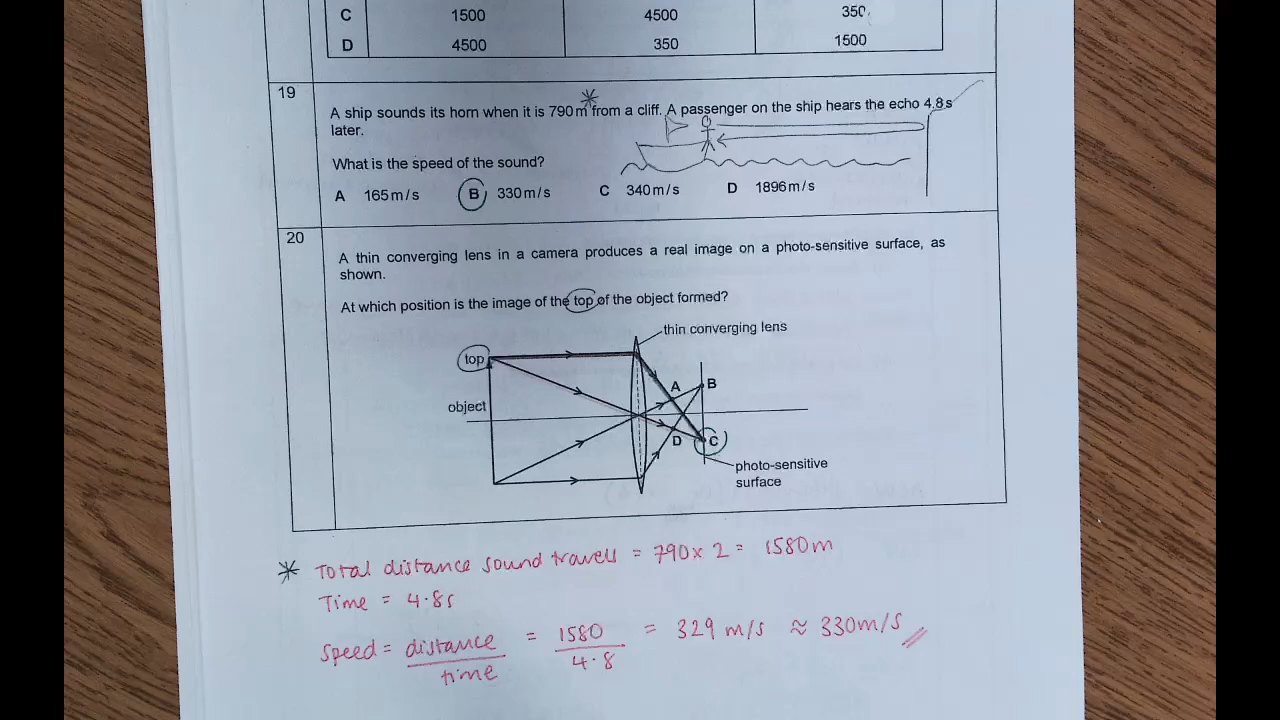 C 1500 4500 350
D 4500 350 1500
19
A ship sounds its horn when it is 790 m * from a cliff. A passenger on the ship hears the echo 4.8 s
later.
What is the speed of the sound?
A 165 m/s B 330 m/s C 340 m/s D 1896 m/s
20
A thin converging lens in a camera produces a real image on a photo-sensitive surface, as
shown.
At which position is the image of the top of the object formed?
thin converging lens
top
A B
object
D C
photo-sensitive
surface
* Total distance sound travels = 790 x 2 = 1580m
Time = 4.8s
Speed = distance/time = 1580/4.8 = 329 m/s ≈ 330m/s